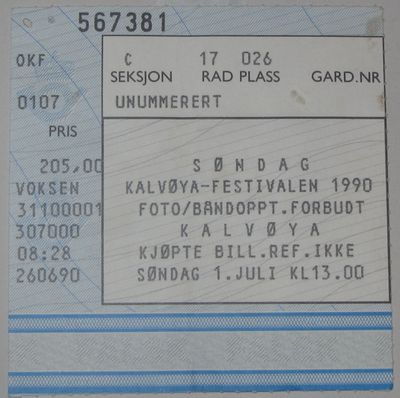 567381
OKF C 17 026
SEKSJON RAD PLASS GARD.NR
0107 UNUMMERERT
PRIS
205,00 SØNDAG
VOKSEN KALVØYA-FESTIVALEN 1990
31100001 FOTO/BÅNDOPPT.FORBUDT
307000 KALVØYA
08:28 KJØPTE BILL.REF.IKKE
260690 SØNDAG 1.JULI KL13.00